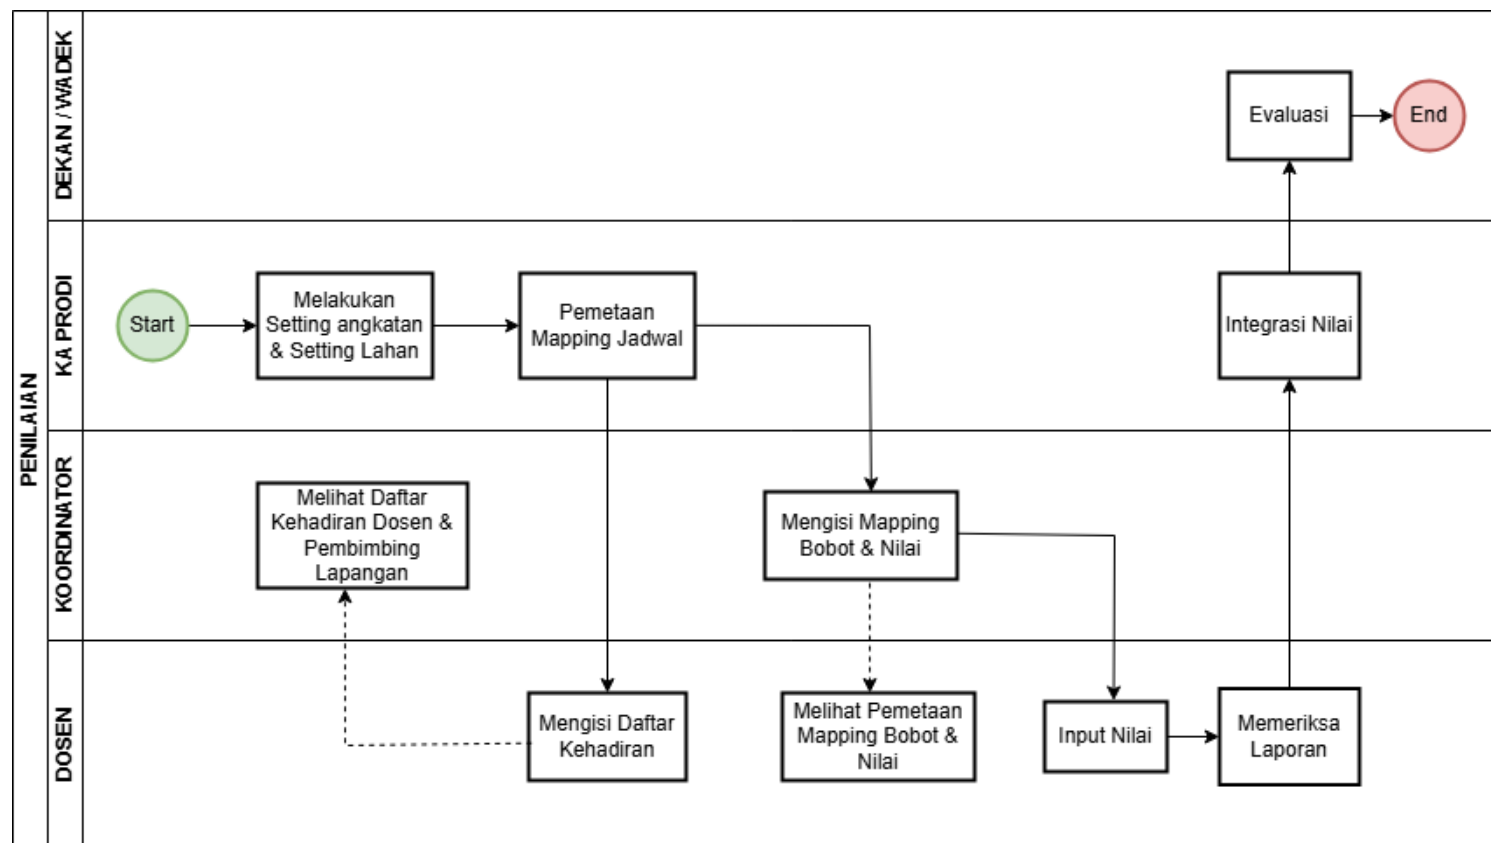 PENILAIAN
DEKAN / WADEK
Evaluasi
End
KA PRODI
Start
Melakukan
Setting angkatan
& Setting Lahan
Pemetaan
Mapping Jadwal
Integrasi Nilai
KOORDINATOR
Melihat Daftar
Kehadiran Dosen &
Pembimbing
Lapangan
Mengisi Mapping
Bobot & Nilai
DOSEN
Mengisi Daftar
Kehadiran
Melihat Pemetaan
Mapping Bobot &
Nilai
Input Nilai
Memeriksa
Laporan